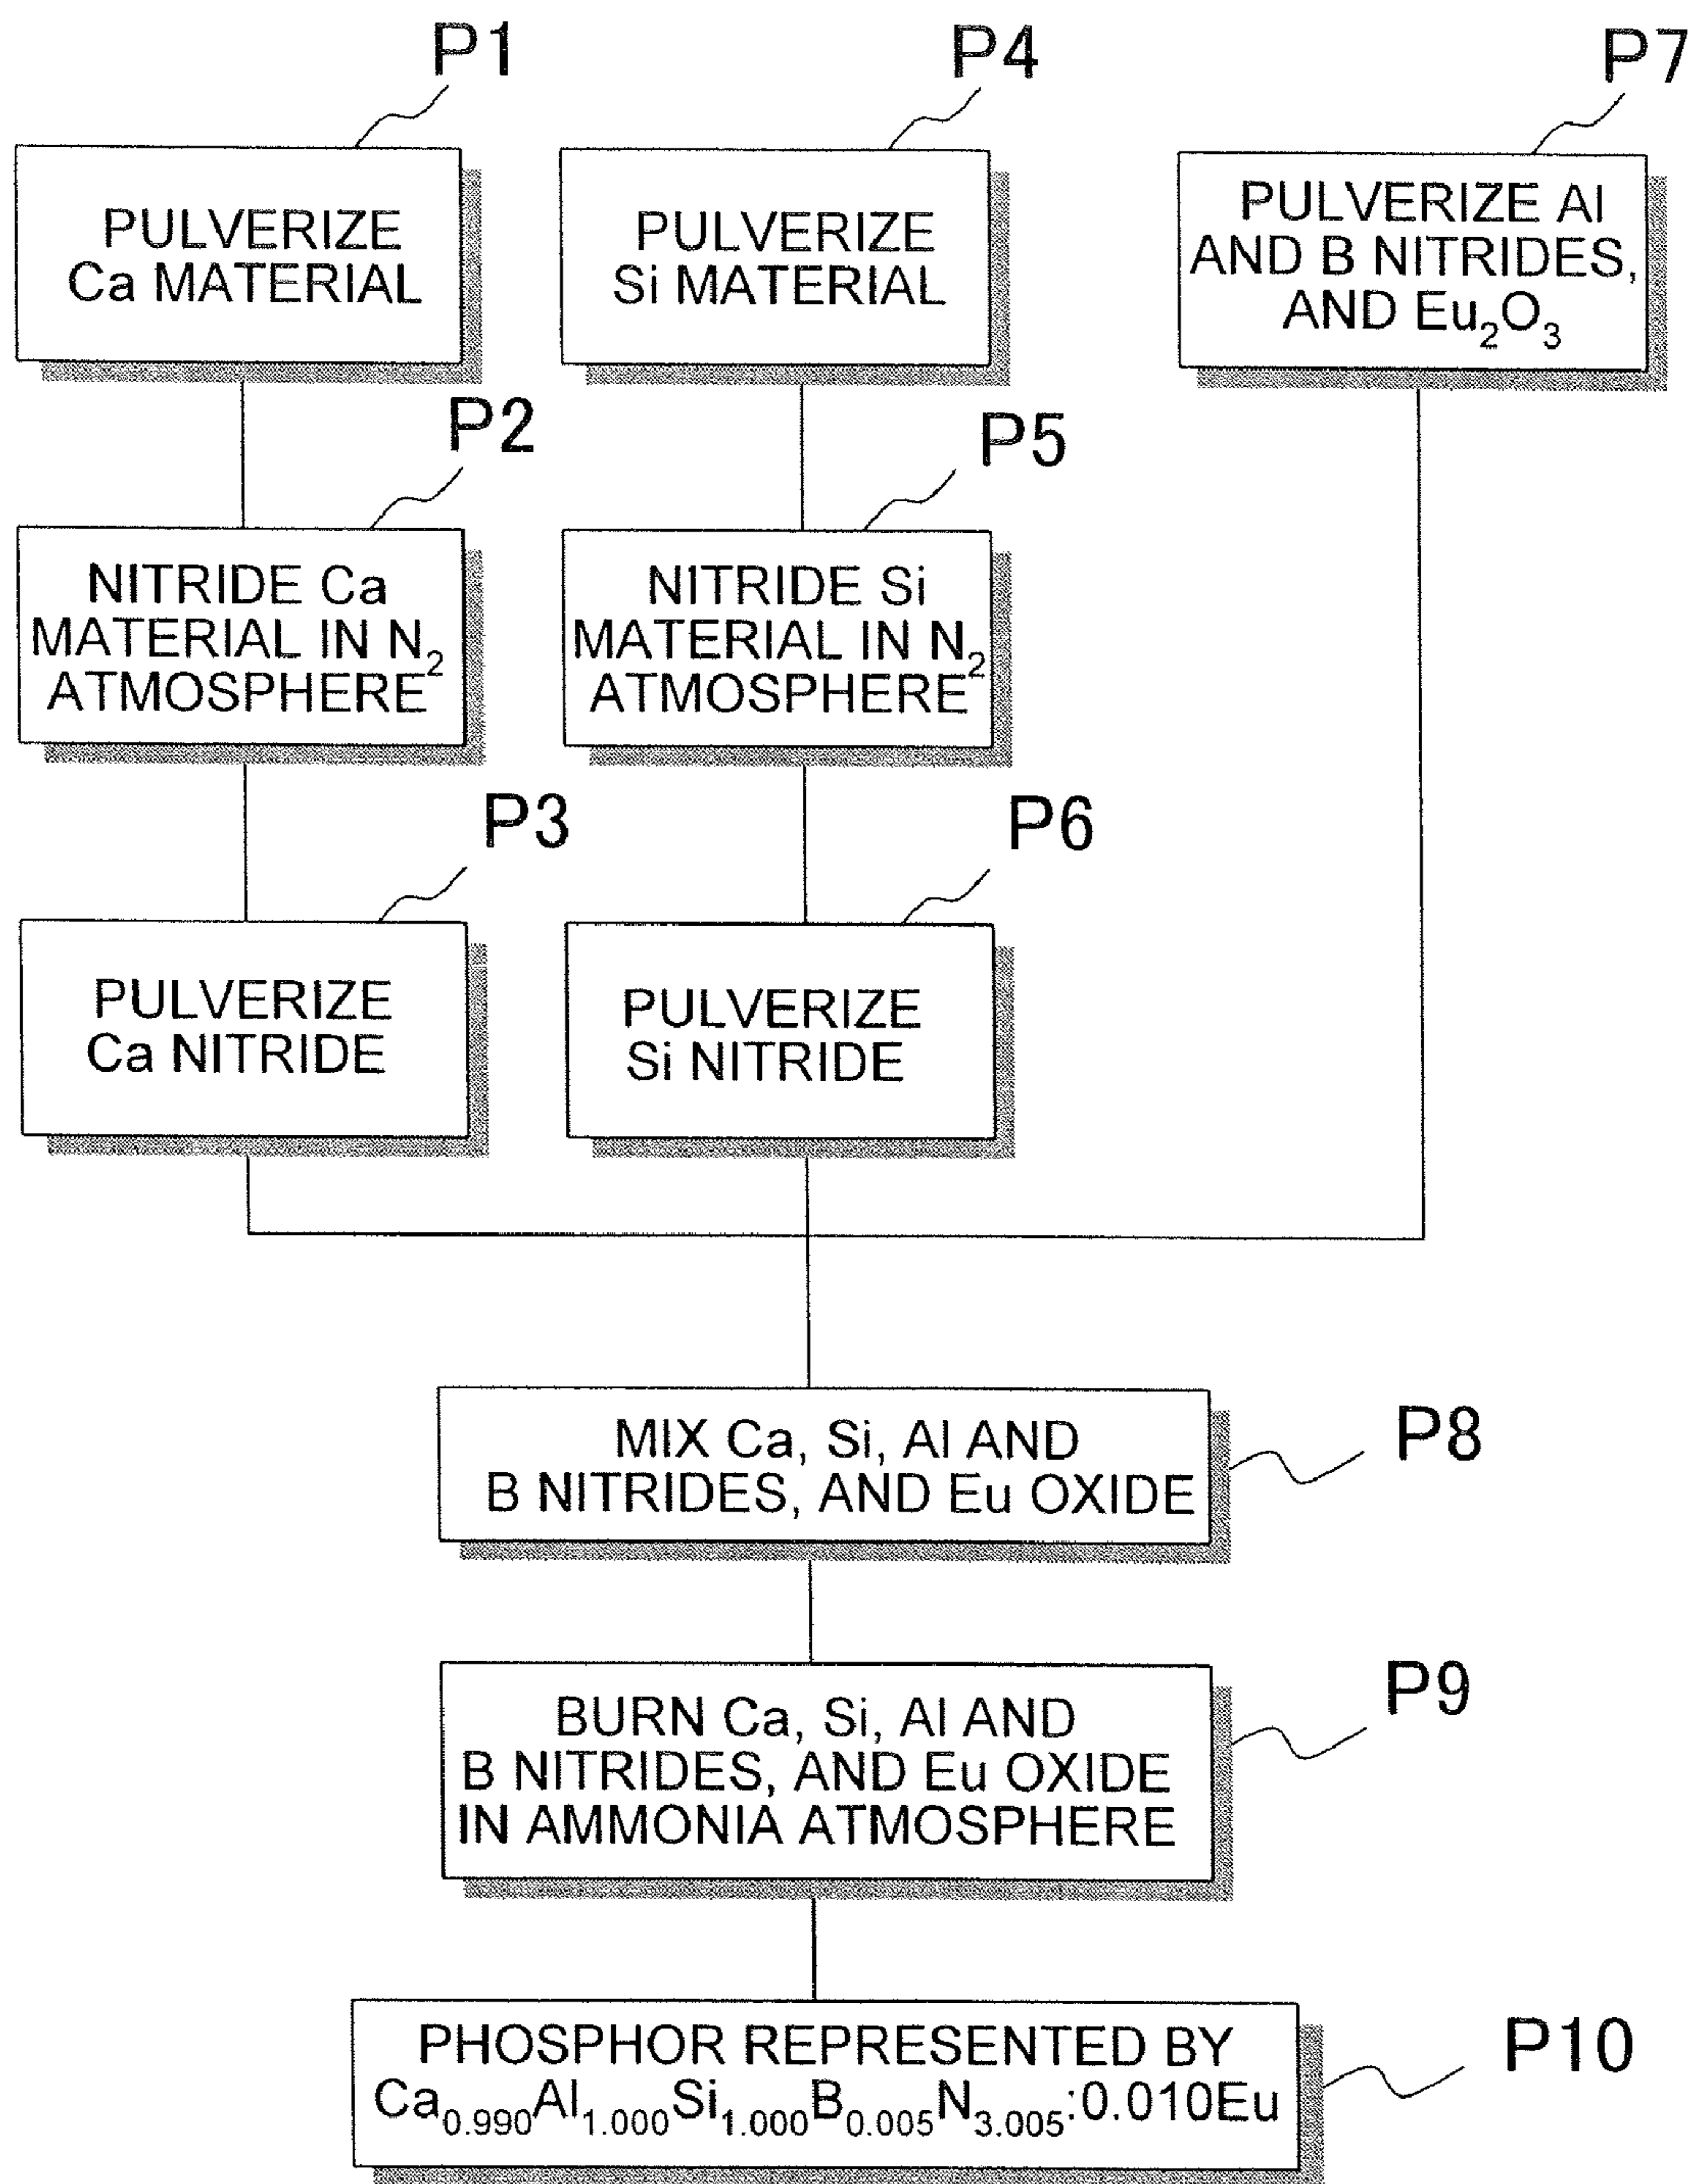 P1
PULVERIZE
Ca MATERIAL
P4
PULVERIZE
Si MATERIAL
P7
PULVERIZE Al
AND B NITRIDES,
AND Eu₂O₃
P2
NITRIDE Ca
MATERIAL IN N₂
ATMOSPHERE
P5
NITRIDE Si
MATERIAL IN N₂
ATMOSPHERE
P3
PULVERIZE
Ca NITRIDE
P6
PULVERIZE
Si NITRIDE
MIX Ca, Si, Al AND
B NITRIDES, AND Eu OXIDE
P8
BURN Ca, Si, Al AND
B NITRIDES, AND Eu OXIDE
IN AMMONIA ATMOSPHERE
P9
PHOSPHOR REPRESENTED BY
Ca₀.₉₉₀Al₁.₀₀₀Si₁.₀₀₀B₀.₀₀₅N₃.₀₀₅:0.010Eu
P10